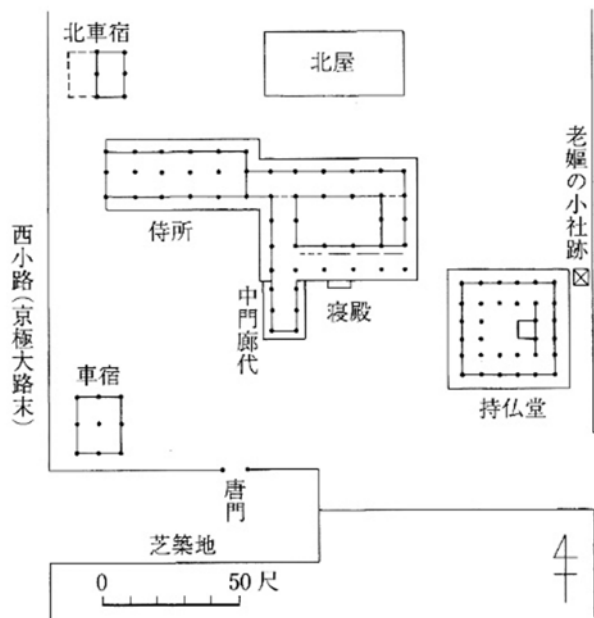 北車宿
北屋
老嫗の小社跡
侍所
西小路(京極大路末)
中門廊代
寝殿
車宿
持仏堂
唐門
芝築地
0 50尺